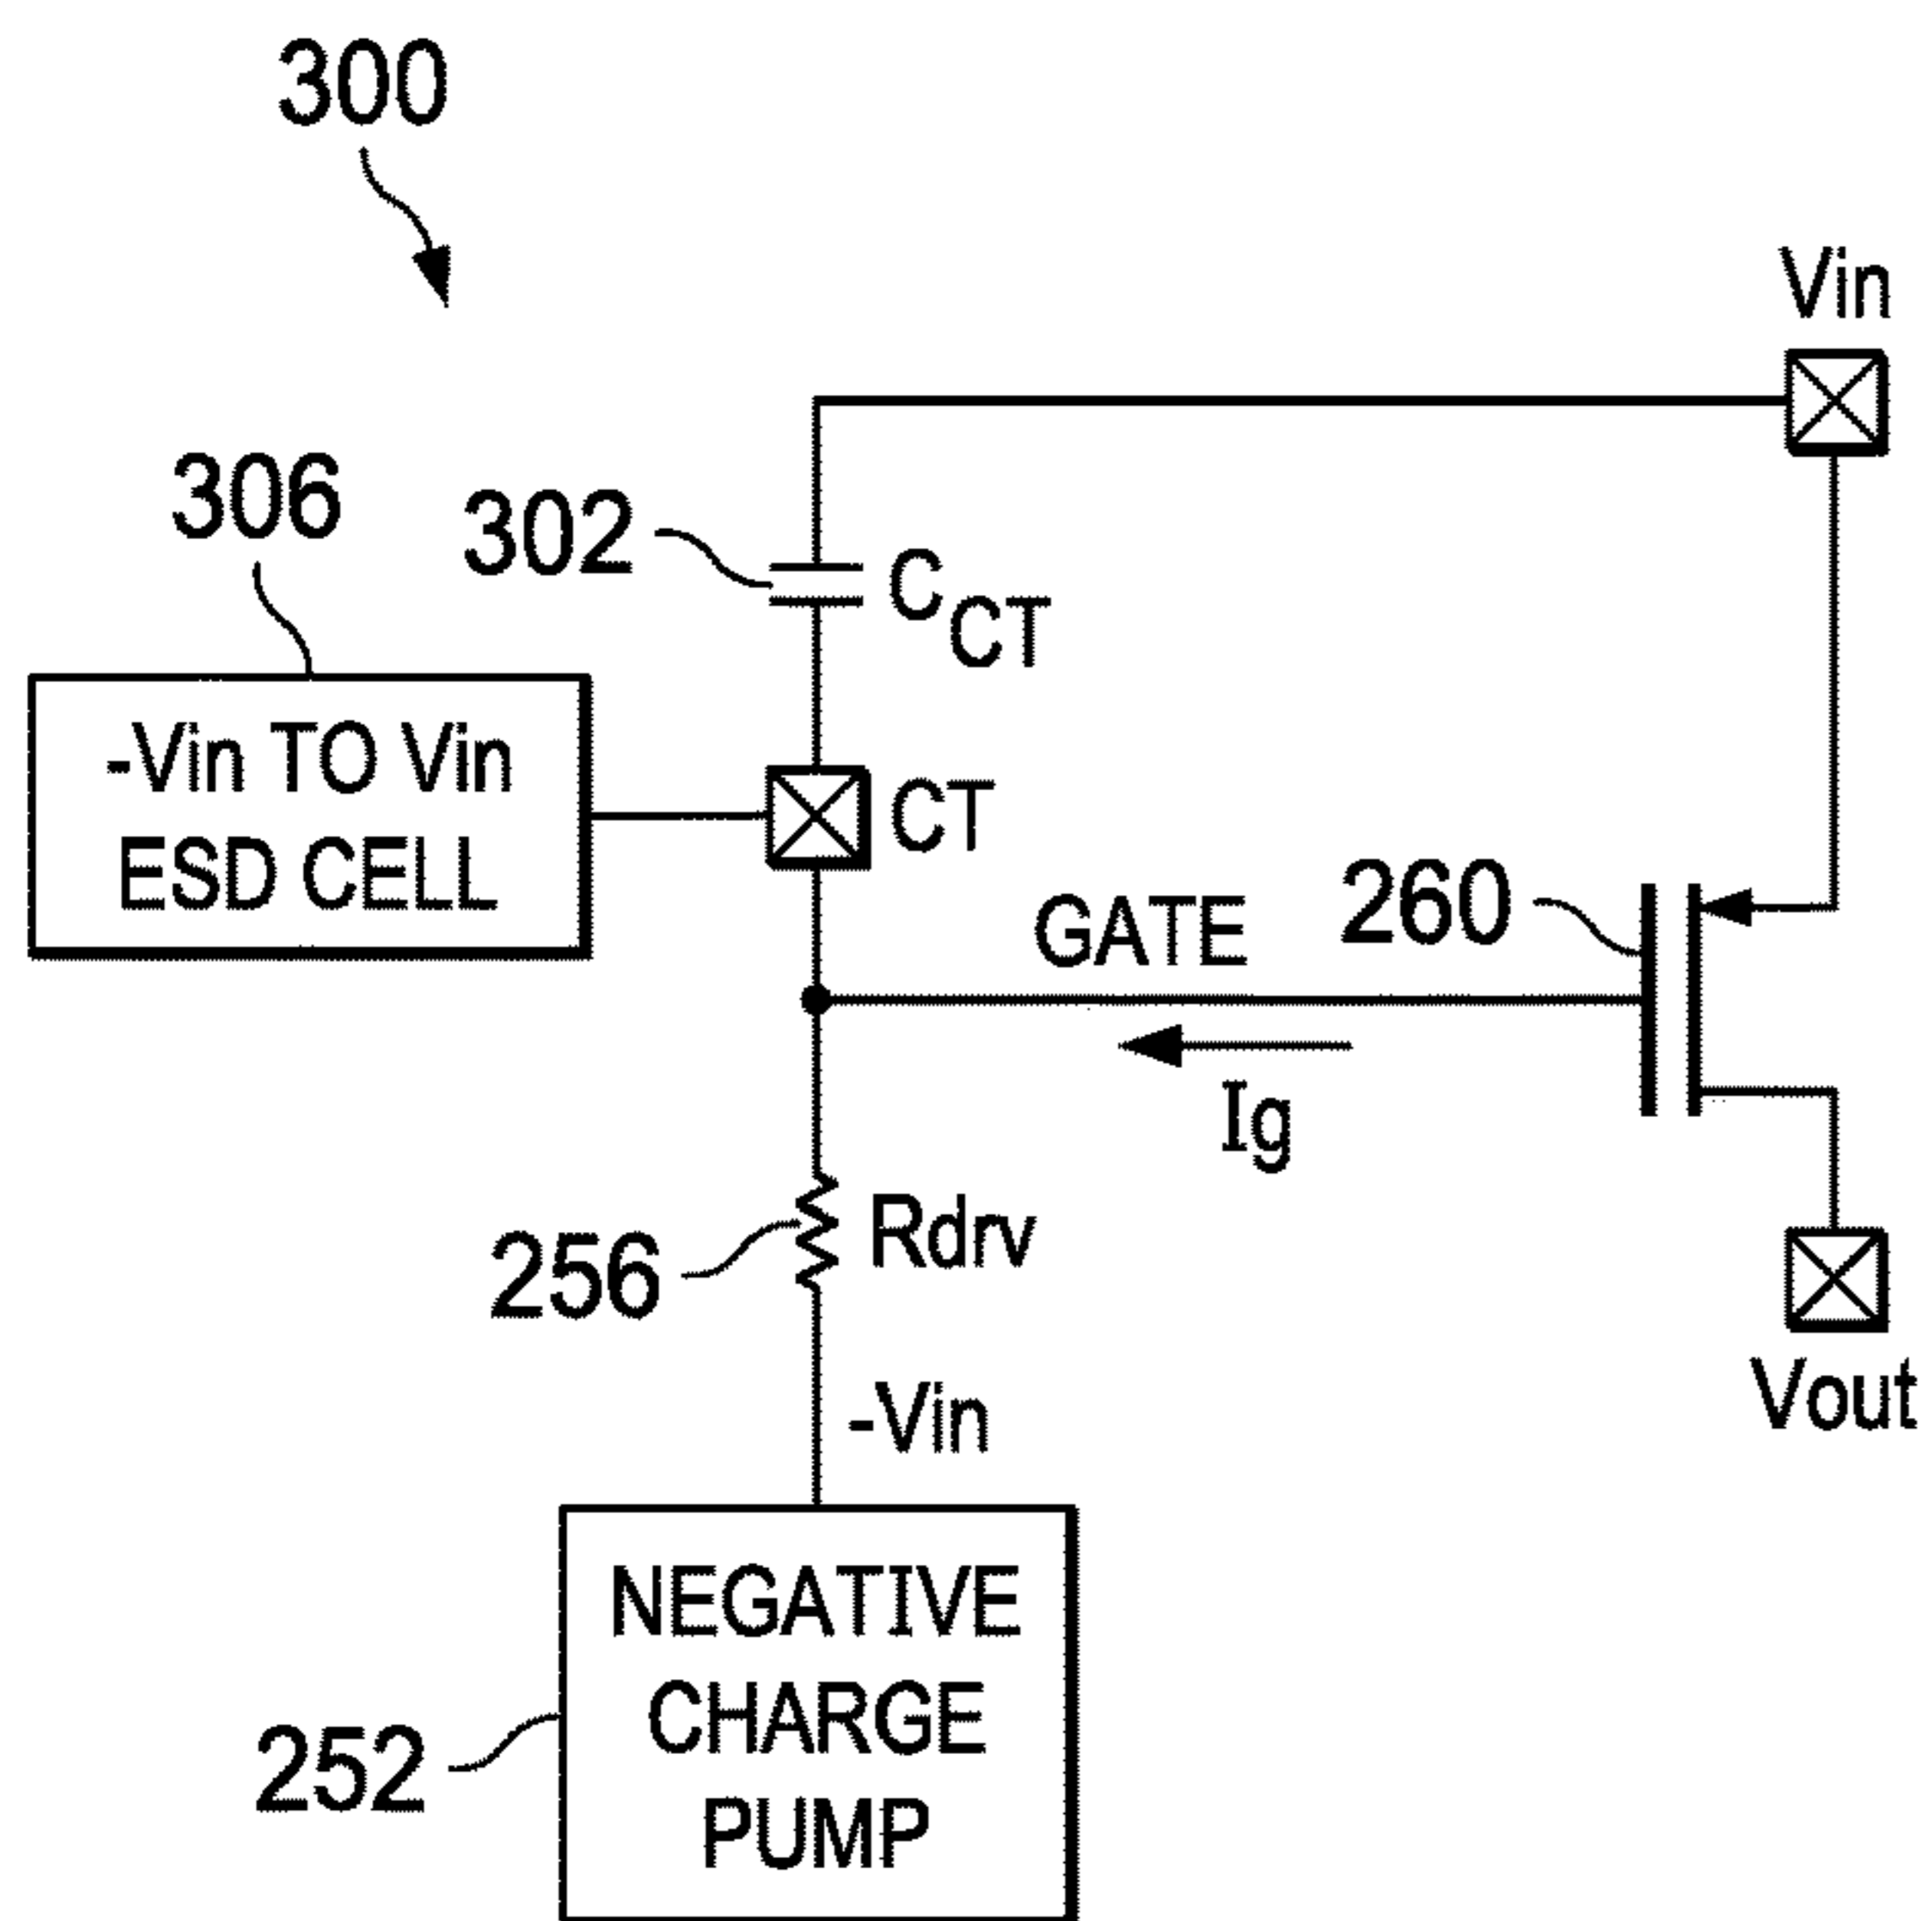 300
Vin
306
302
C
CT
-Vin TO Vin
ESD CELL
CT
GATE
260
Ig
256
Rdrv
-Vin
Vout
NEGATIVE
CHARGE
PUMP
252